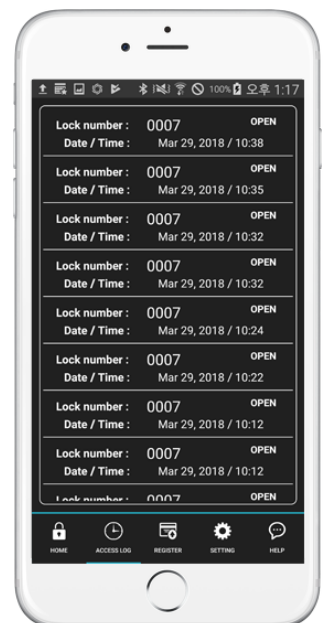 100% 오후 1:17
Lock number : 0007 OPEN
Date / Time : Mar 29, 2018 / 10:38
Lock number : 0007 OPEN
Date / Time : Mar 29, 2018 / 10:35
Lock number : 0007 OPEN
Date / Time : Mar 29, 2018 / 10:32
Lock number : 0007 OPEN
Date / Time : Mar 29, 2018 / 10:32
Lock number : 0007 OPEN
Date / Time : Mar 29, 2018 / 10:24
Lock number : 0007 OPEN
Date / Time : Mar 29, 2018 / 10:22
Lock number : 0007 OPEN
Date / Time : Mar 29, 2018 / 10:12
Lock number : 0007 OPEN
Date / Time : Mar 29, 2018 / 10:12
Lock number : 0007 OPEN
HOME ACCESS LOG REGISTER SETTING HELP